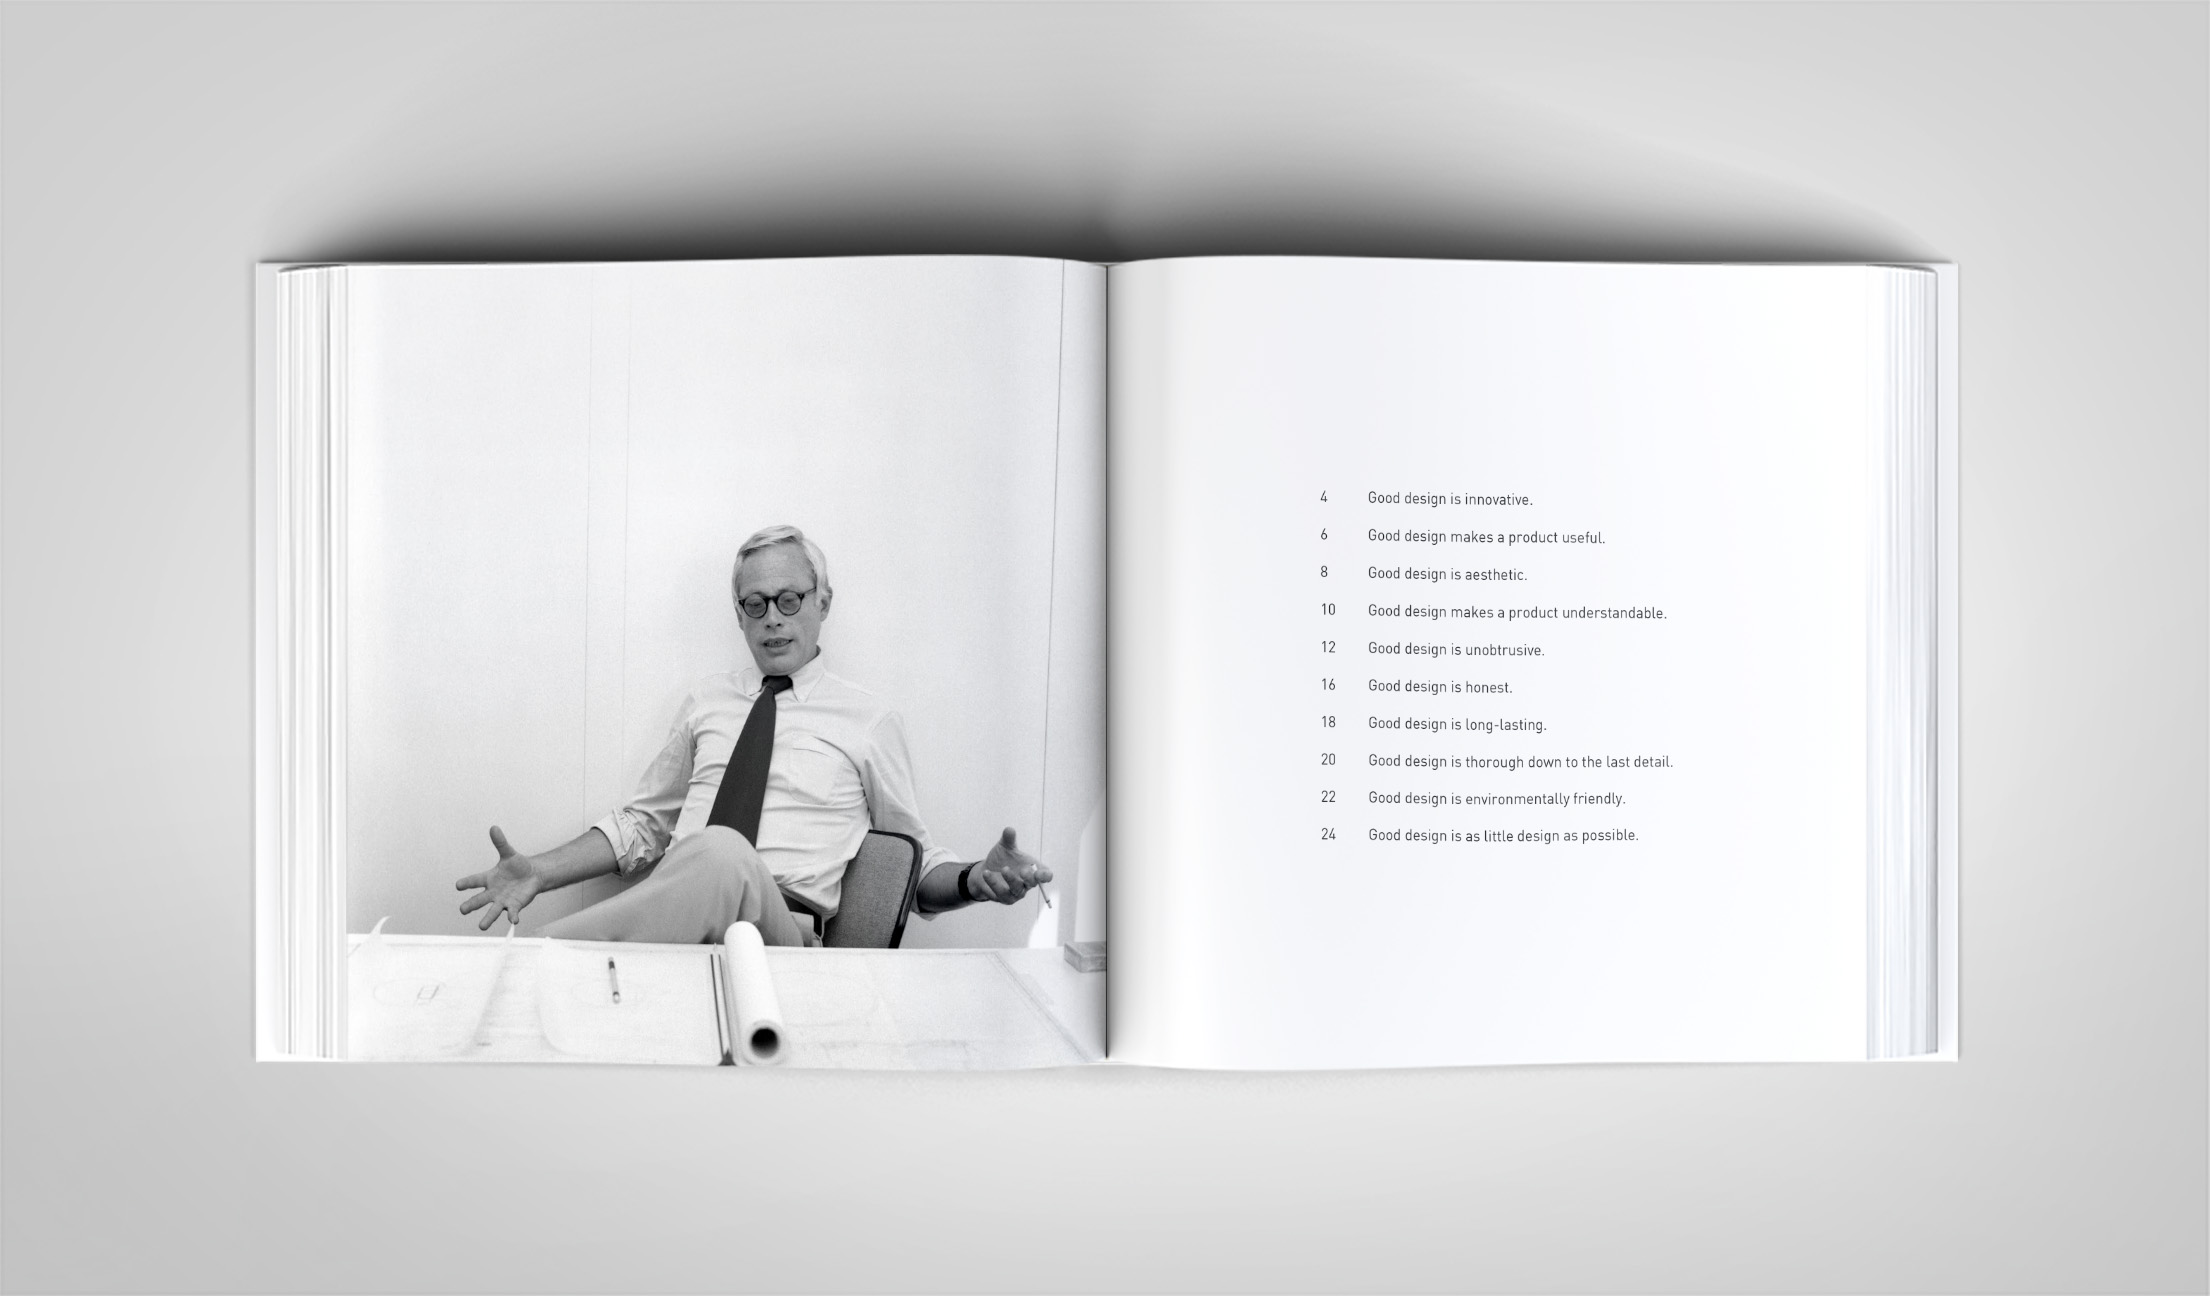 4 Good design is innovative.
6 Good design makes a product useful.
8 Good design is aesthetic.
10 Good design makes a product understandable.
12 Good design is unobtrusive.
16 Good design is honest.
18 Good design is long-lasting.
20 Good design is thorough down to the last detail.
22 Good design is environmentally friendly.
24 Good design is as little design as possible.